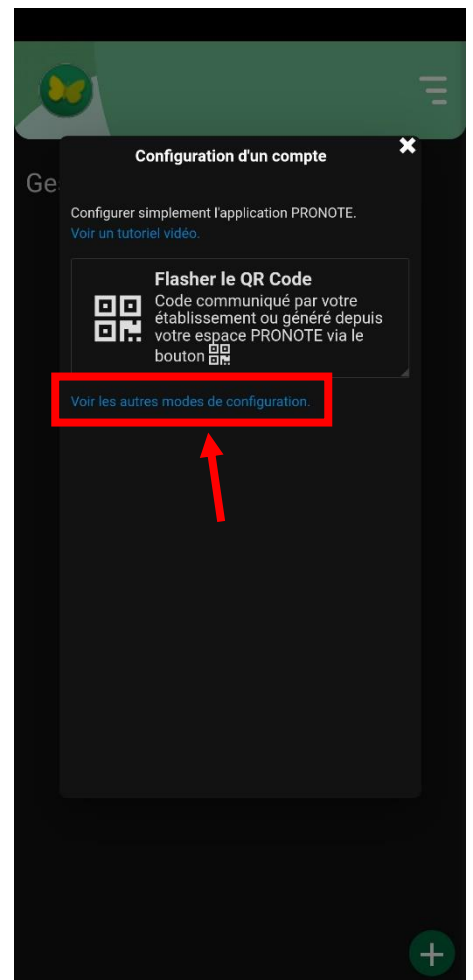 Configuration d'un compte
Ge
Configurer simplement l'application PRONOTE.
Voir un tutoriel vidéo.
Flasher le QR Code
Code communiqué par votre
établissement ou généré depuis
votre espace PRONOTE via le
bouton
Voir les autres modes de configuration.